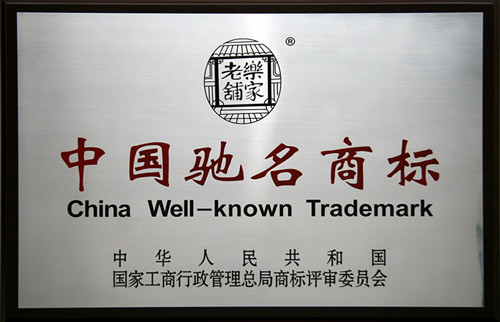 ®
樂家
老舖
中国驰名商标
China Well-known Trademark
中华人民共和国
国家工商行政管理总局商标评审委员会